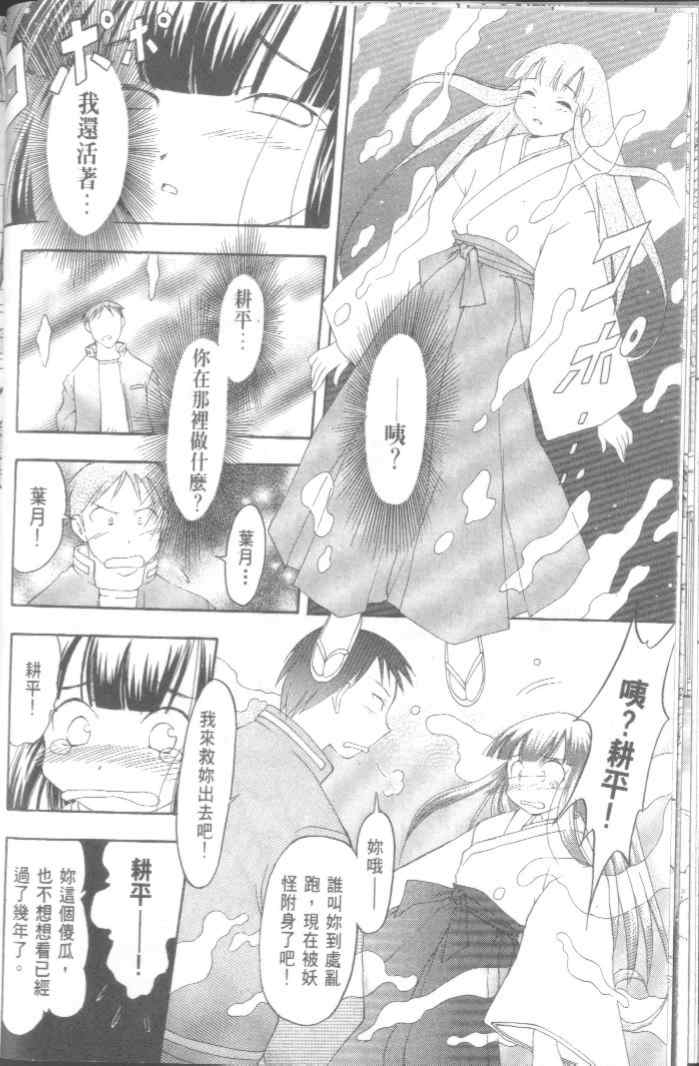 プポ
——咦？
ポポ
我還活著…
耕平…
你在那裡做什麼？
葉月…
葉月！
咦？耕平！
妳哦——
誰叫妳到處亂
跑，現在被妖
怪附身了吧！
我來救妳出去吧！
耕平！
耕平——！
妳這個傻瓜，
也不想想看已經
過了幾年了。